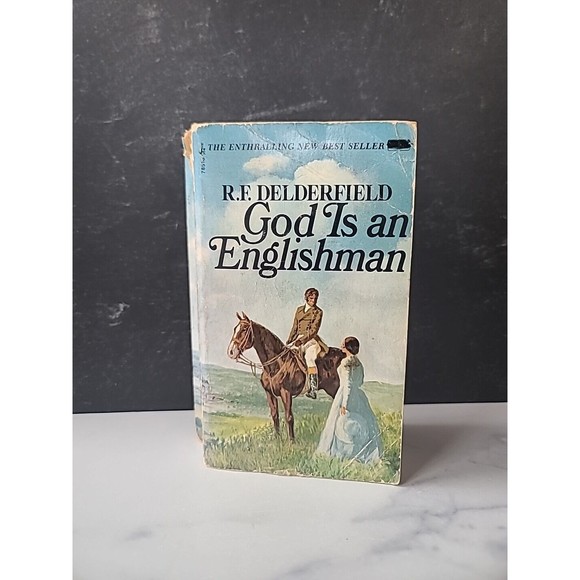 THE ENTHRALLING NEW BEST SELLER
R.F. DELDERFIELD
God Is an
Englishman